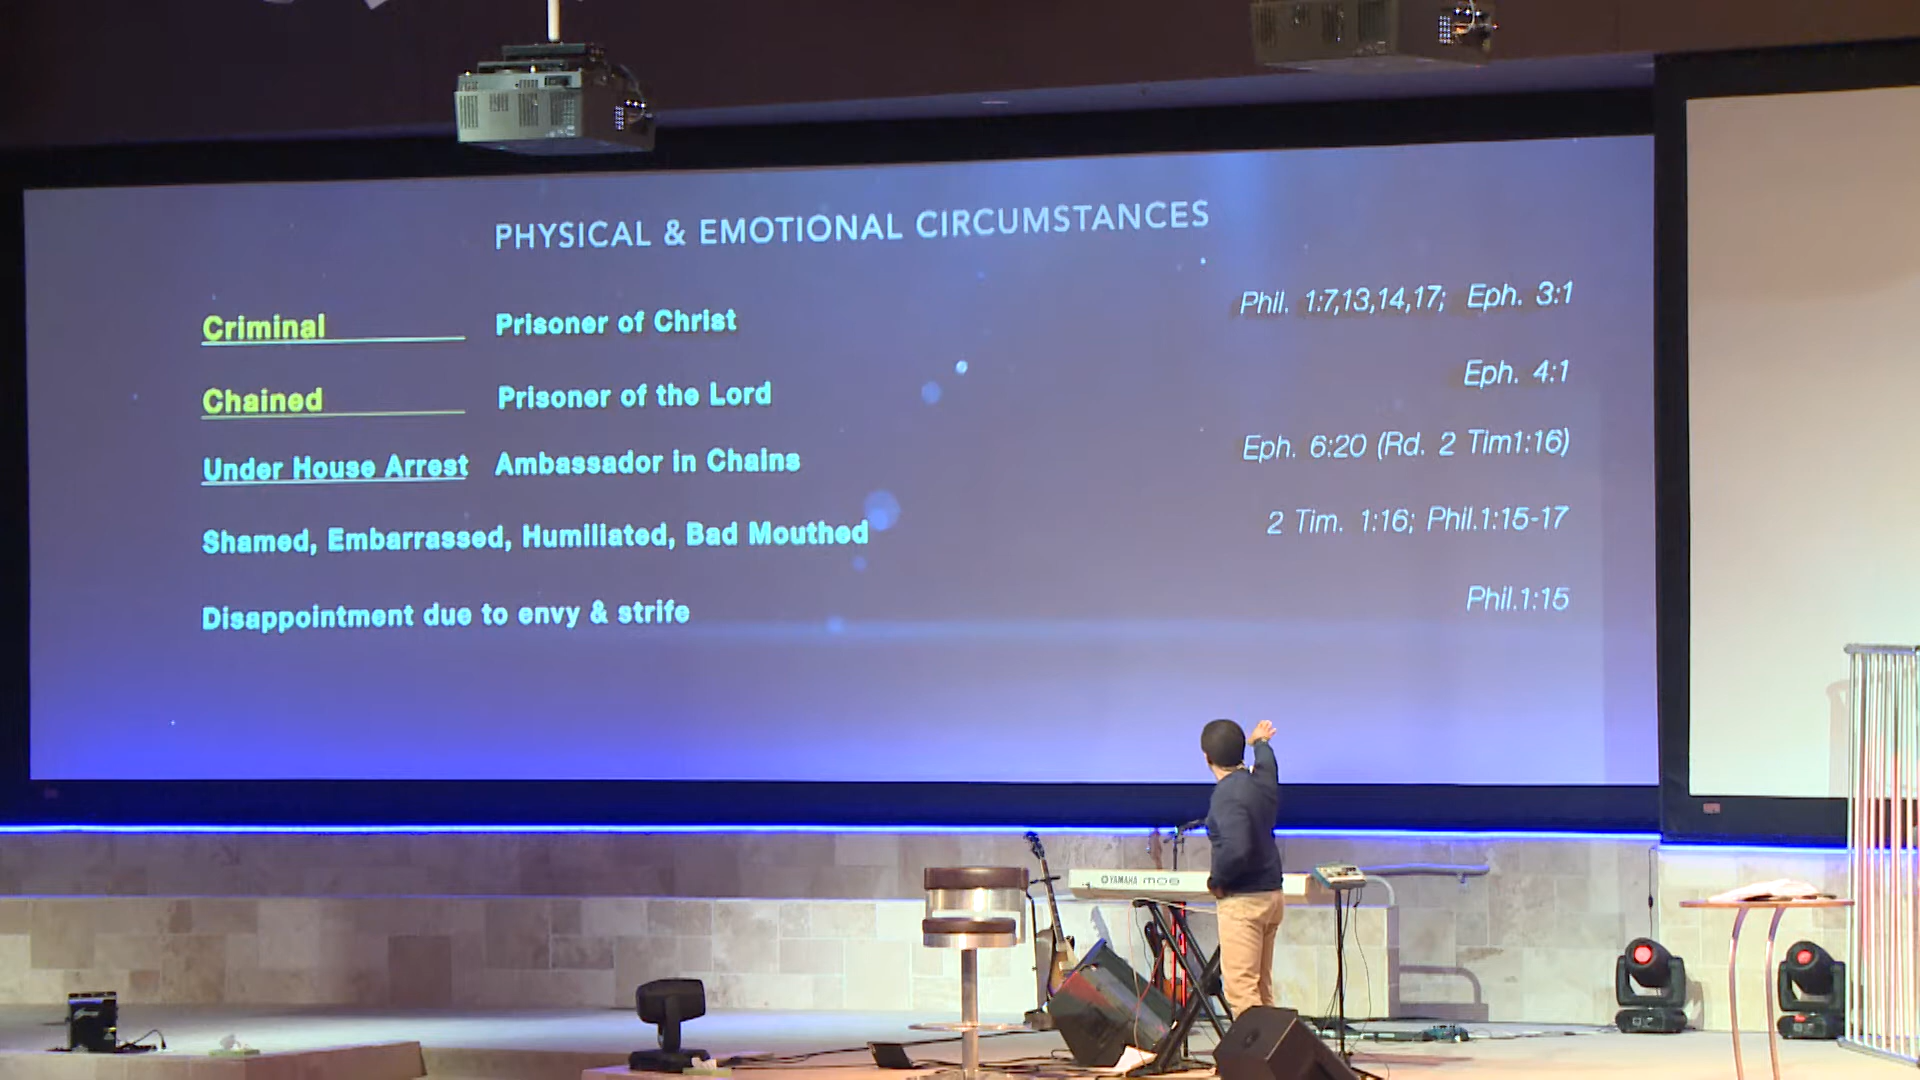 PHYSICAL & EMOTIONAL CIRCUMSTANCES
Criminal Prisoner of Christ Phil. 1:7,13,14,17; Eph. 3:1
Chained Prisoner of the Lord Eph. 4:1
Under House Arrest Ambassador in Chains Eph. 6:20 (Rd. 2 Tim1:16)
Shamed, Embarrassed, Humiliated, Bad Mouthed 2 Tim. 1:16; Phil.1:15-17
Disappointment due to envy & strife Phil.1:15
YAMAHA MO8